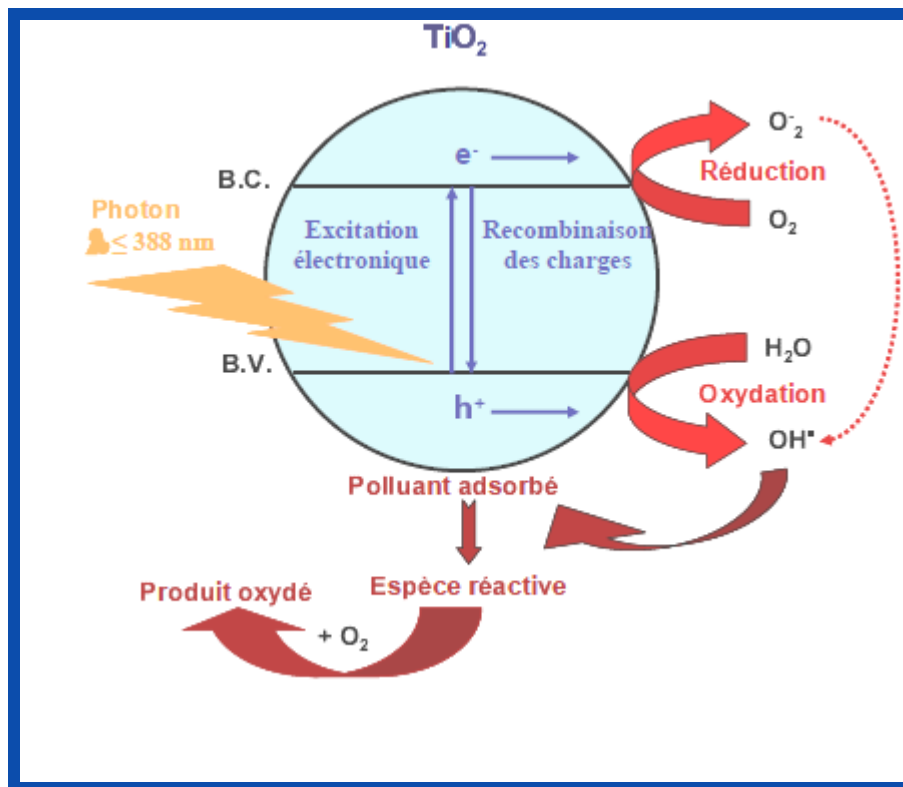 TiO₂
e⁻
O⁻₂
B.C.
Réduction
Photon
≤ 388 nm
O₂
Excitation
électronique
Recombinaison
des charges
B.V.
H₂O
h⁺
Oxydation
OH•
Polluant adsorbé
Espèce réactive
Produit oxydé
+ O₂